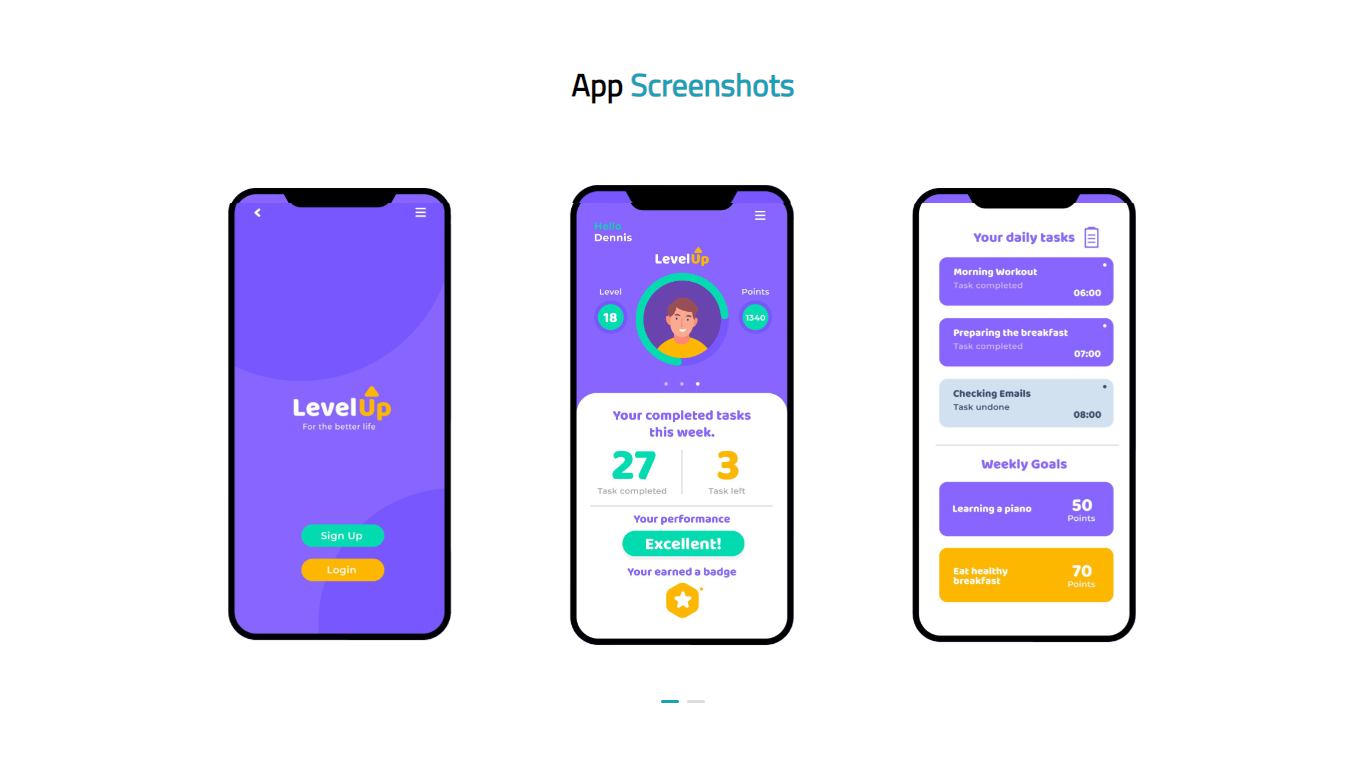 App Screenshots
LevelUp
For the better life
Sign Up
Login
Hello
Dennis
LevelUp
Level
18
Points
1340
Your completed tasks
this week.
27
Task completed
3
Task left
Your performance
Excellent!
Your earned a badge
Your daily tasks
Morning Workout
Task completed
06:00
Preparing the breakfast
Task completed
07:00
Checking Emails
Task undone
08:00
Weekly Goals
Learning a piano
50
Points
Eat healthy
breakfast
70
Points